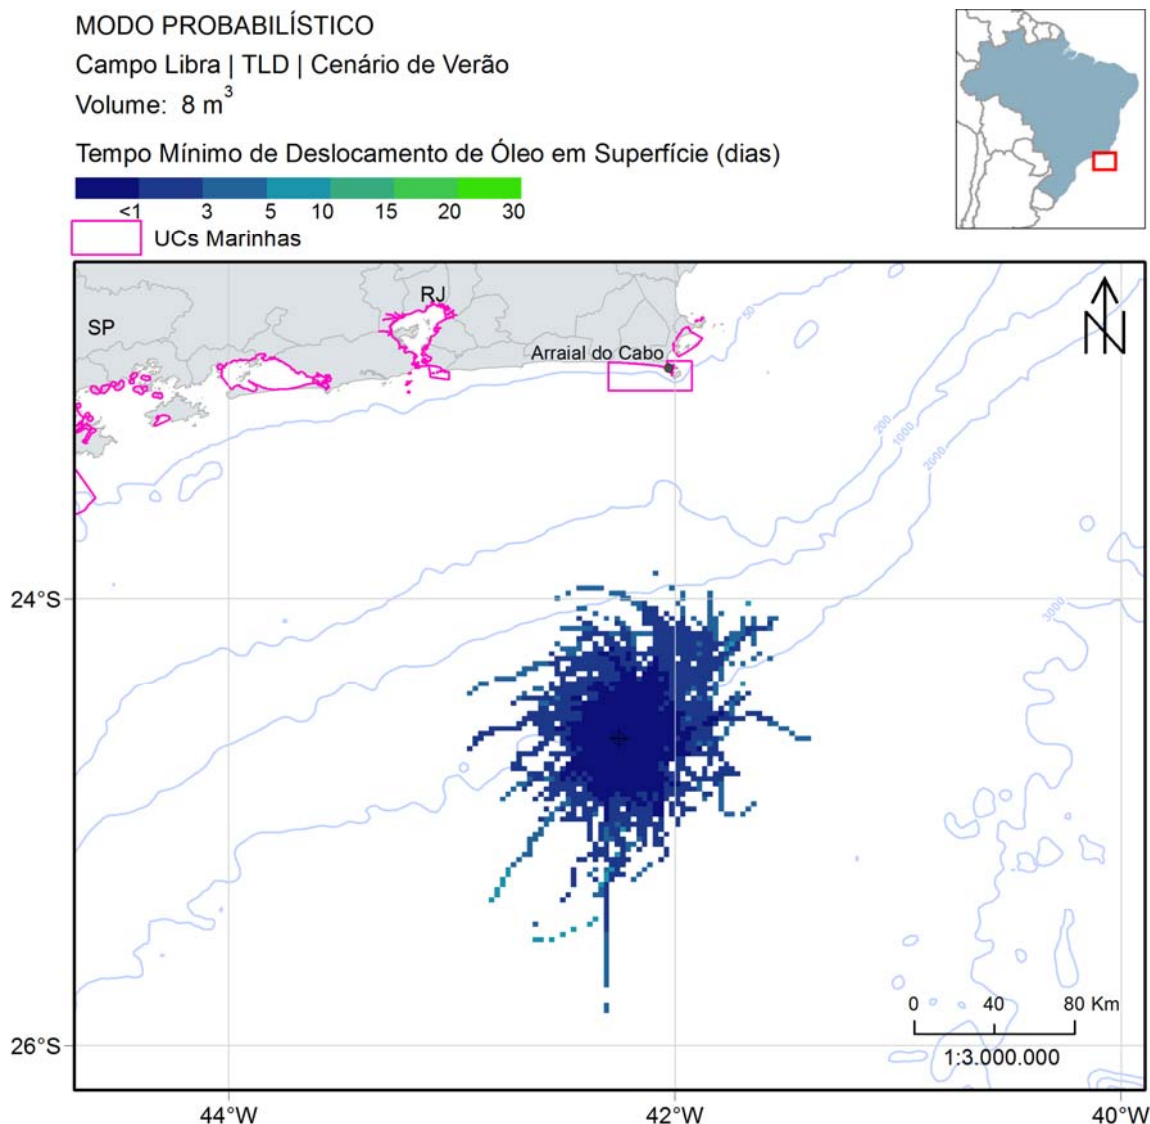 MODO PROBABILÍSTICO
Campo Libra | TLD | Cenário de Verão
Volume: 8 m³
Tempo Mínimo de Deslocamento de Óleo em Superfície (dias)
<1 3 5 10 15 20 30
UCs Marinhas
RJ
SP
50
N
Arraial do Cabo
200
1000
2000
24°S
3000
0 40 80 Km
26°S
1:3.000.000
44°W 42°W 40°W